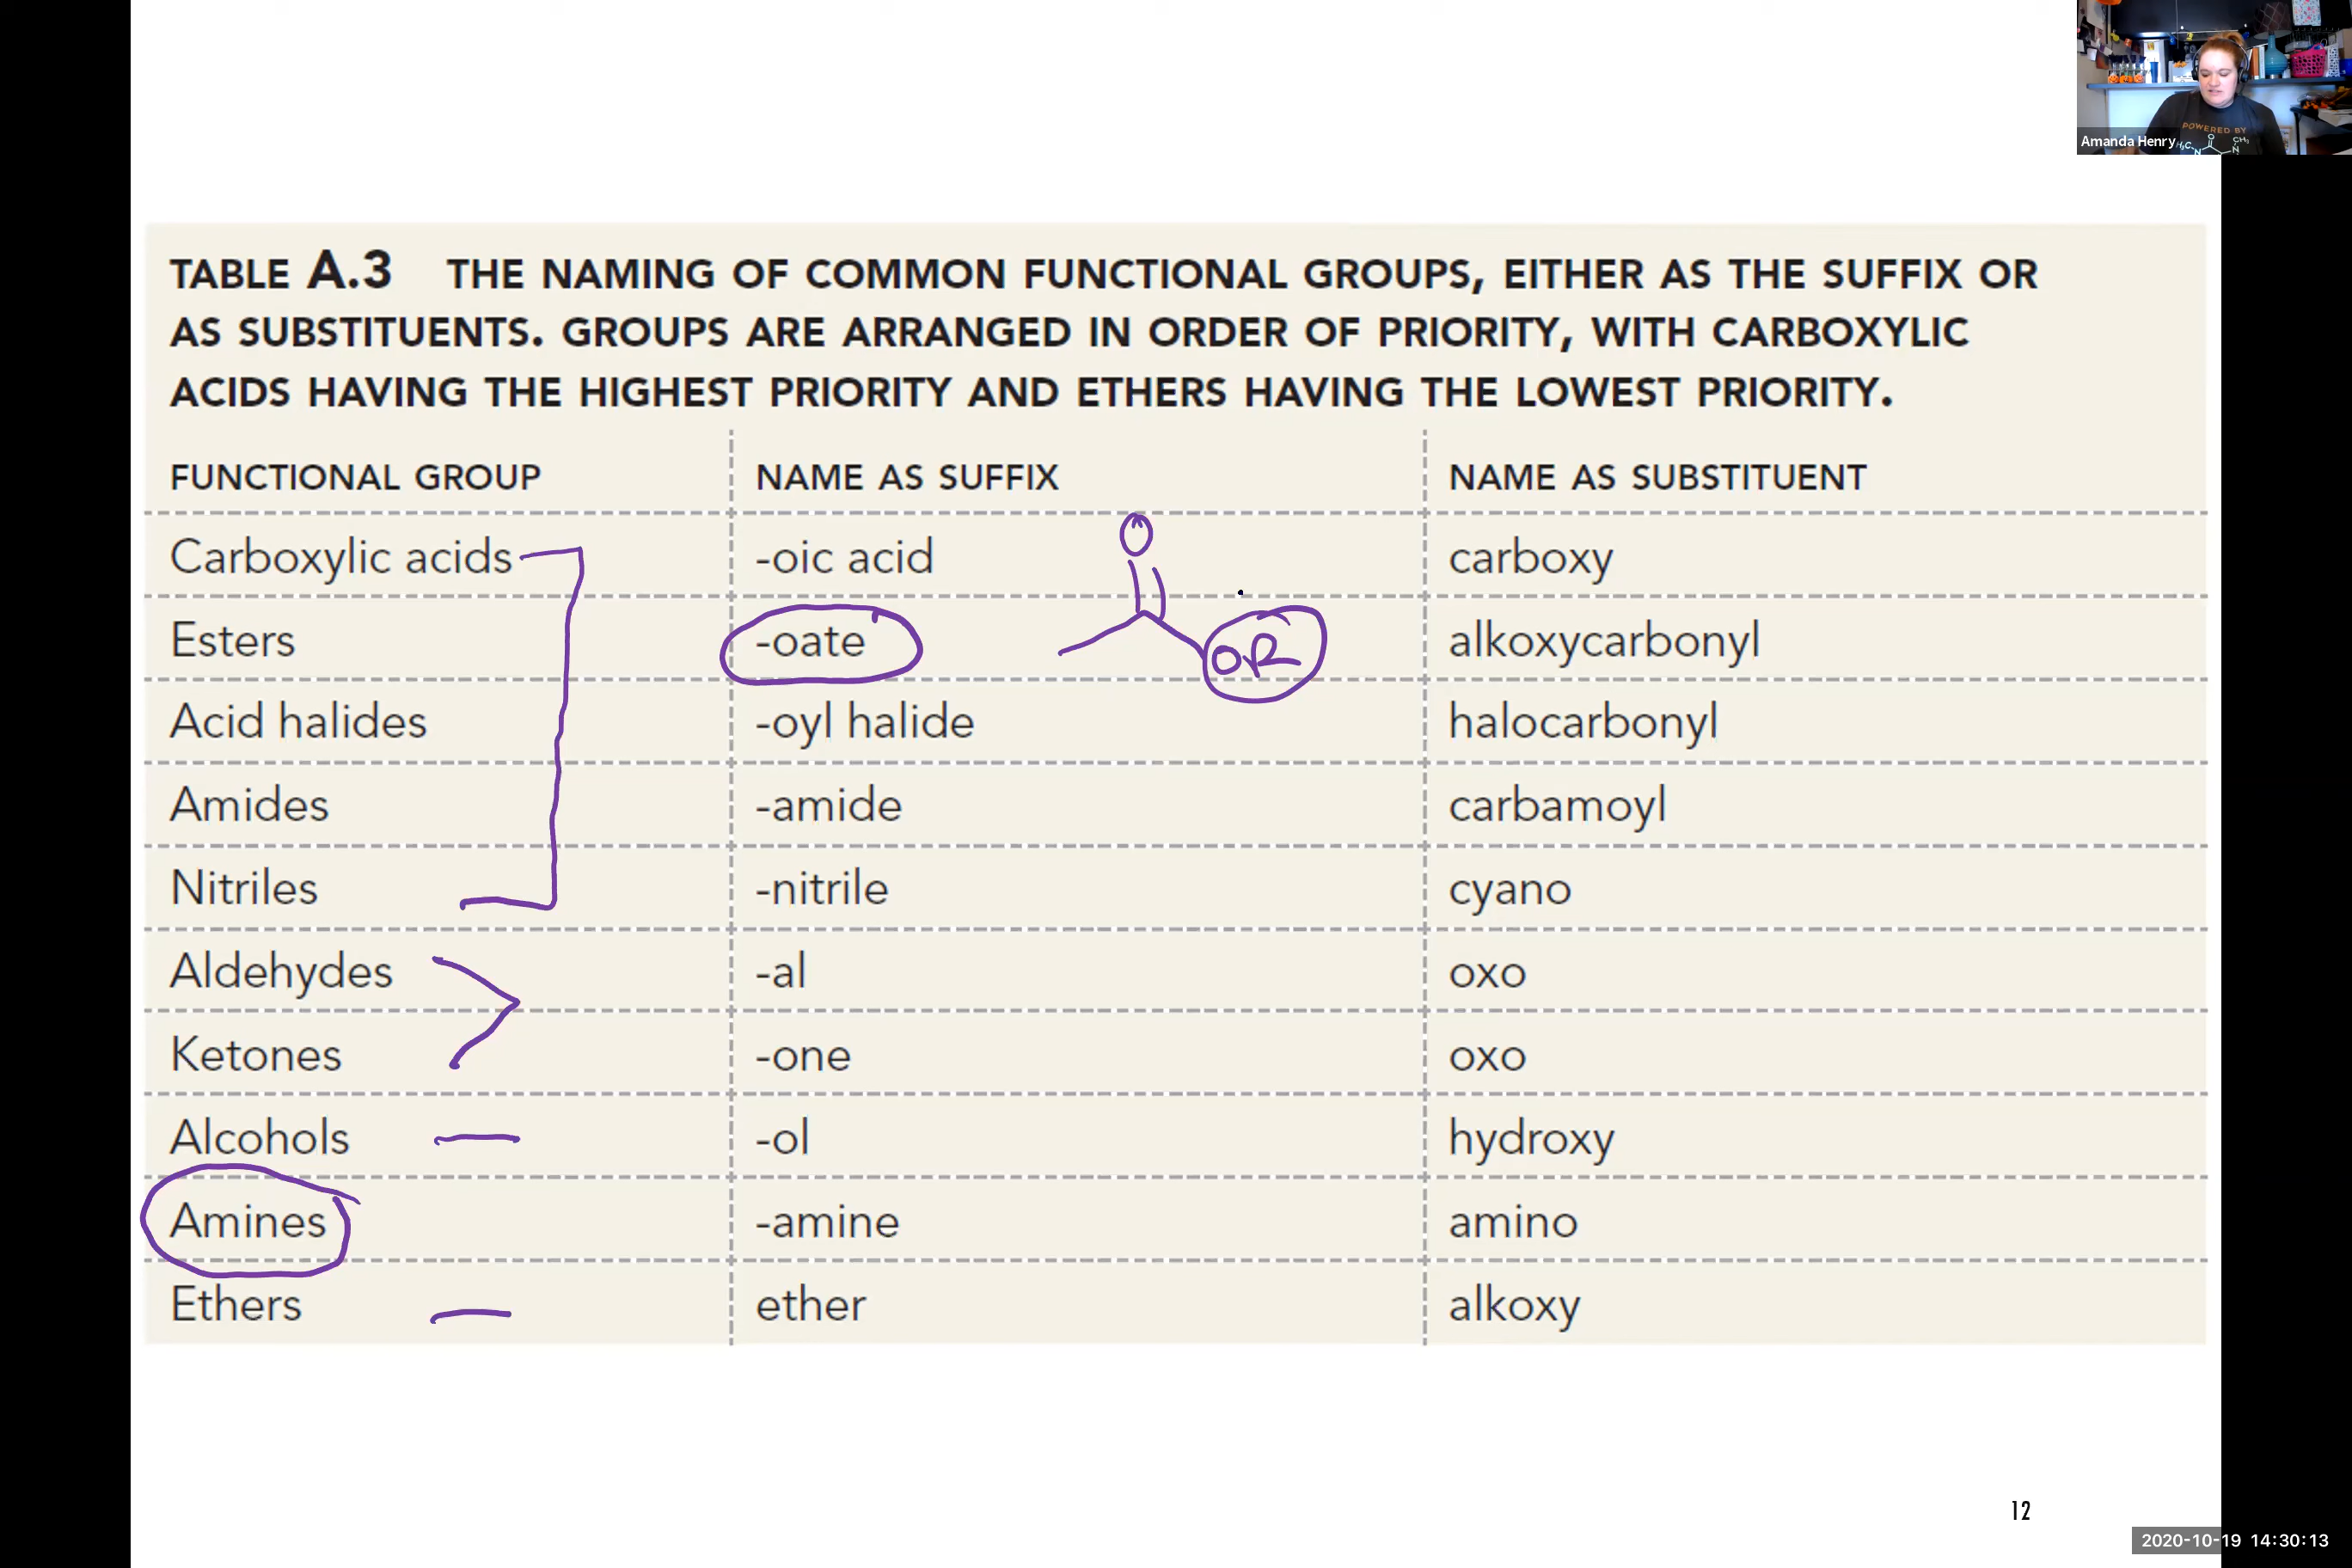 Amanda Henry
POWERED BY
H₃C
O
CH₃
N
N
TABLE A.3 THE NAMING OF COMMON FUNCTIONAL GROUPS, EITHER AS THE SUFFIX OR
AS SUBSTITUENTS. GROUPS ARE ARRANGED IN ORDER OF PRIORITY, WITH CARBOXYLIC
ACIDS HAVING THE HIGHEST PRIORITY AND ETHERS HAVING THE LOWEST PRIORITY.
FUNCTIONAL GROUP NAME AS SUFFIX NAME AS SUBSTITUENT
O
Carboxylic acids -oic acid carboxy
Esters -oate OR alkoxycarbonyl
Acid halides -oyl halide halocarbonyl
Amides -amide carbamoyl
Nitriles -nitrile cyano
Aldehydes -al oxo
Ketones -one oxo
Alcohols -ol hydroxy
Amines -amine amino
Ethers ether alkoxy
12
2020-10-19 14:30:13